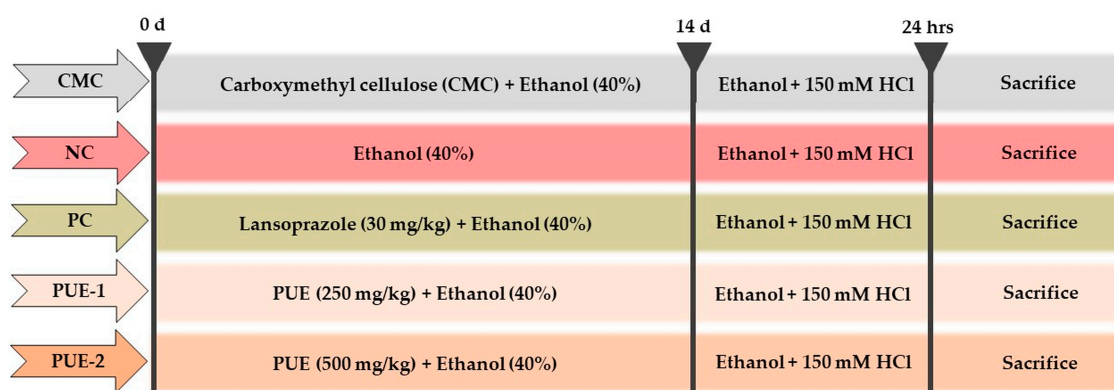 0 d 14 d 24 hrs
CMC Carboxymethyl cellulose (CMC) + Ethanol (40%) Ethanol + 150 mM HCl Sacrifice
NC Ethanol (40%) Ethanol + 150 mM HCl Sacrifice
PC Lansoprazole (30 mg/kg) + Ethanol (40%) Ethanol + 150 mM HCl Sacrifice
PUE-1 PUE (250 mg/kg) + Ethanol (40%) Ethanol + 150 mM HCl Sacrifice
PUE-2 PUE (500 mg/kg) + Ethanol (40%) Ethanol + 150 mM HCl Sacrifice